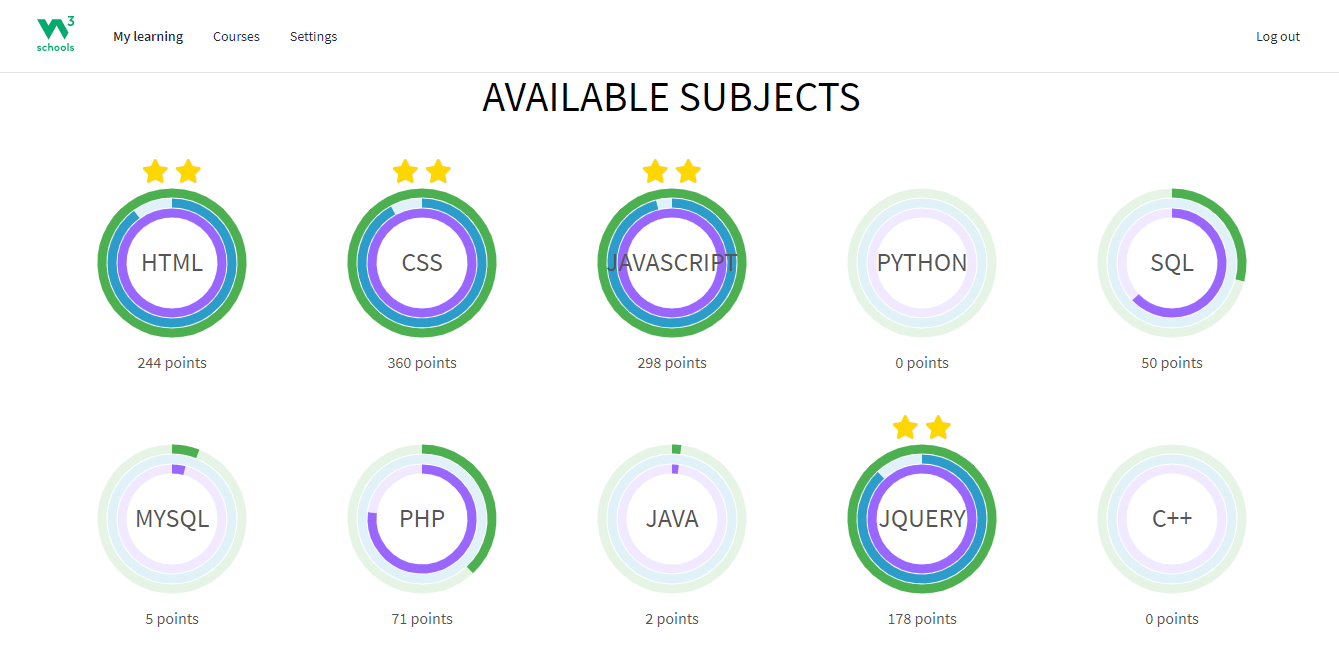 W3
schools
My learning
Courses
Settings
Log out
AVAILABLE SUBJECTS
HTML
CSS
JAVASCRIPT
PYTHON
SQL
244 points
360 points
298 points
0 points
50 points
MYSQL
PHP
JAVA
JQUERY
C++
5 points
71 points
2 points
178 points
0 points